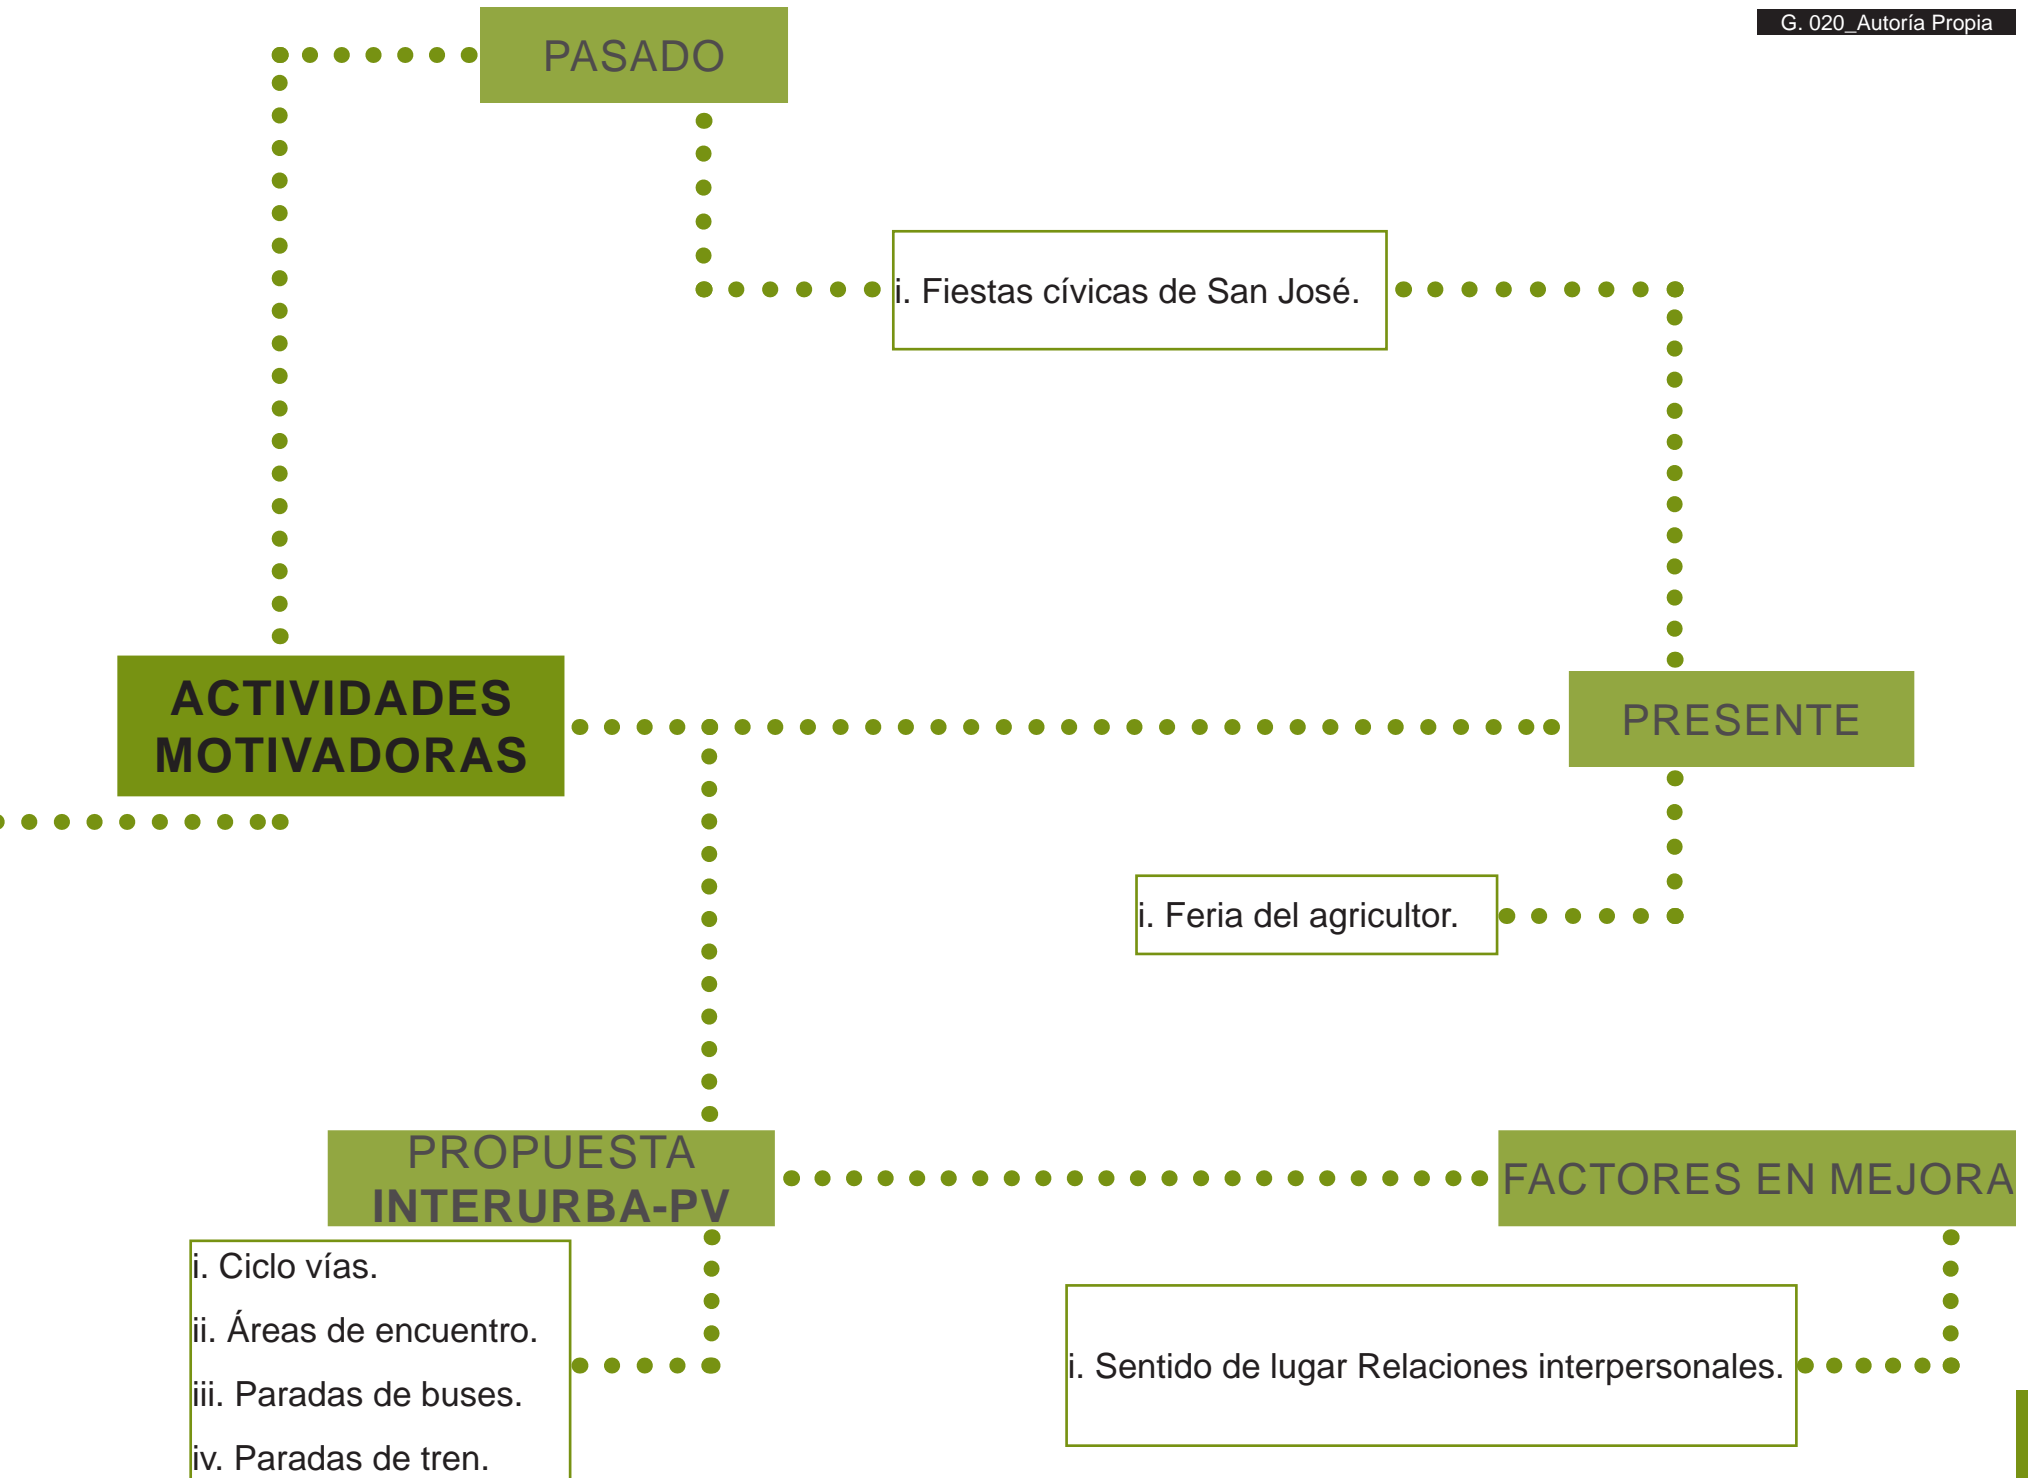 G. 020_Autoría Propia
PASADO
i. Fiestas cívicas de San José.
ACTIVIDADES
MOTIVADORAS
PRESENTE
i. Feria del agricultor.
PROPUESTA
INTERURBA-PV
FACTORES EN MEJORA
i. Ciclo vías.
ii. Áreas de encuentro.
iii. Paradas de buses.
iv. Paradas de tren.
i. Sentido de lugar Relaciones interpersonales.